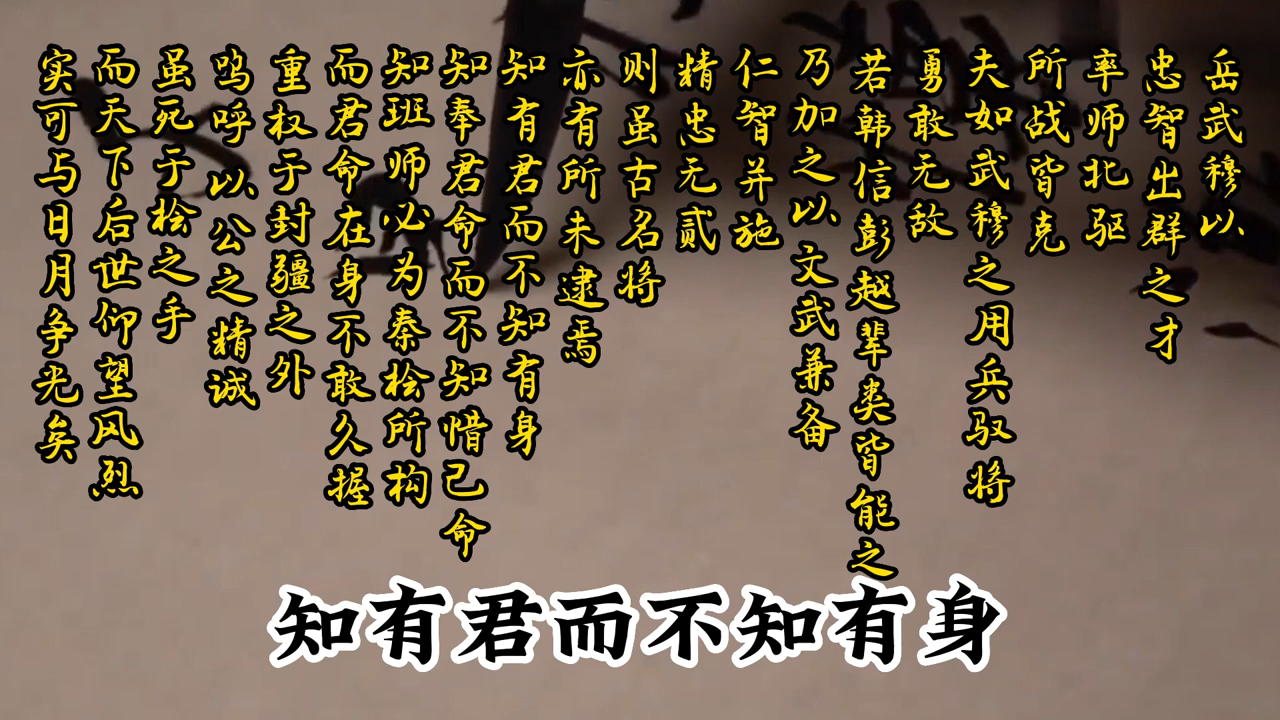 岳武穆以
忠智出群之才
率师北驱
所战皆克
夫如武穆之用兵驭将
勇敢无敌
若韩信彭越辈类皆能之
乃加之以文武兼备
仁智并施
精忠无贰
则虽古名将
亦有所未逮焉
知有君而不知有身
知奉君命而不知惜己命
知班师必为秦桧所构
而君命在身不敢久握
重权于封疆之外
呜呼以公之精诚
虽死于桧之手
而天下后世仰望风烈
实可与日月争光矣
知有君而不知有身